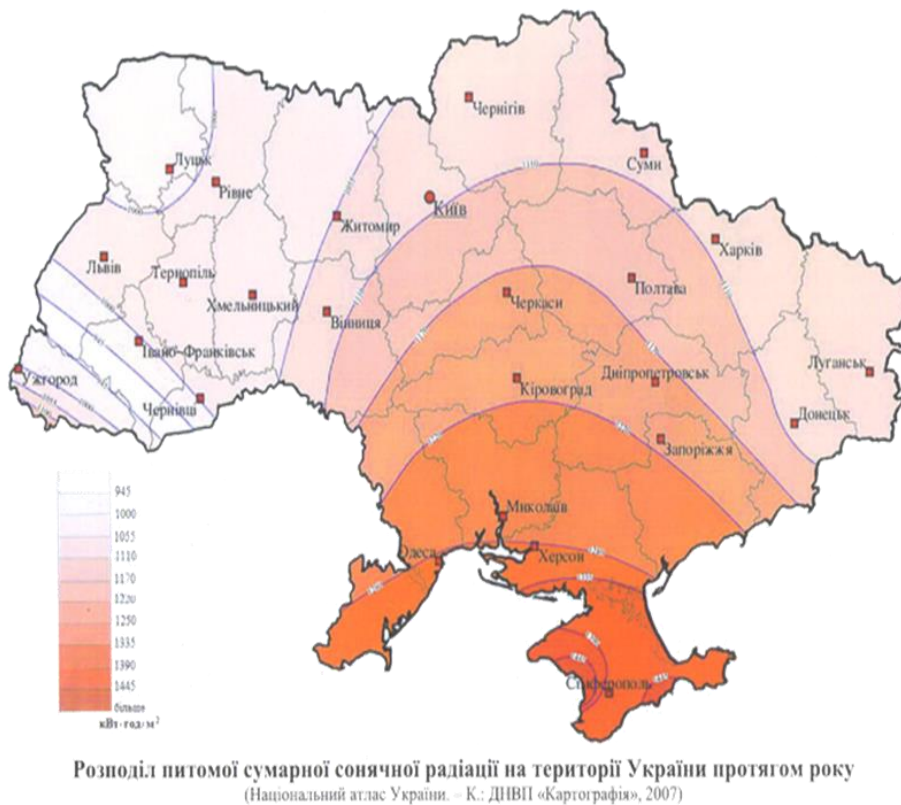 Чернігів
Луцьк
Рівне
Суми
Київ
Житомир
Харків
Львів
Тернопіль
Хмельницький
Вінниця
Черкаси
Полтава
Івано-Франківськ
Ужгород
Чернівці
Кіровоград
Дніпропетровськ
Луганськ
Донецьк
Запоріжжя
Миколаїв
Одеса
Херсон
Сімферополь
945
1000
1055
1110
1170
1220
1250
1335
1390
1445
більше
кВт·год/м²
Розподіл питомої сумарної сонячної радіації на території України протягом року
(Національний атлас України. – К.: ДНВП «Картографія», 2007)